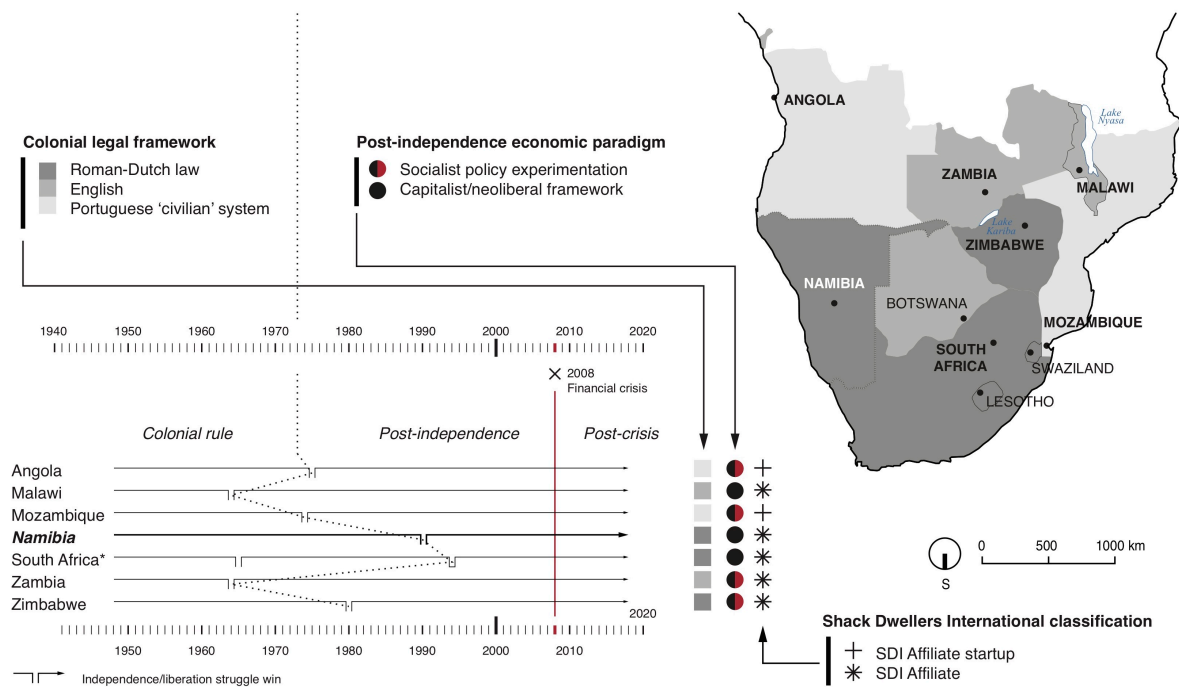 Colonial legal framework
Roman-Dutch law
English
Portuguese ‘civilian’ system
Post-independence economic paradigm
Socialist policy experimentation
Capitalist/neoliberal framework
ANGOLA
Lake
Nyasa
ZAMBIA
MALAWI
Lake
Kariba
ZIMBABWE
NAMIBIA
BOTSWANA
MOZAMBIQUE
SOUTH
AFRICA
SWAZILAND
LESOTHO
1940 1950 1960 1970 1980 1990 2000 2010 2020
2008
Financial crisis
Colonial rule Post-independence Post-crisis
Angola
Malawi
Mozambique
Namibia
South Africa*
Zambia
Zimbabwe
2020
1950 1960 1970 1980 1990 2000 2010
Independence/liberation struggle win
0 500 1000 km
S
Shack Dwellers International classification
SDI Affiliate startup
SDI Affiliate